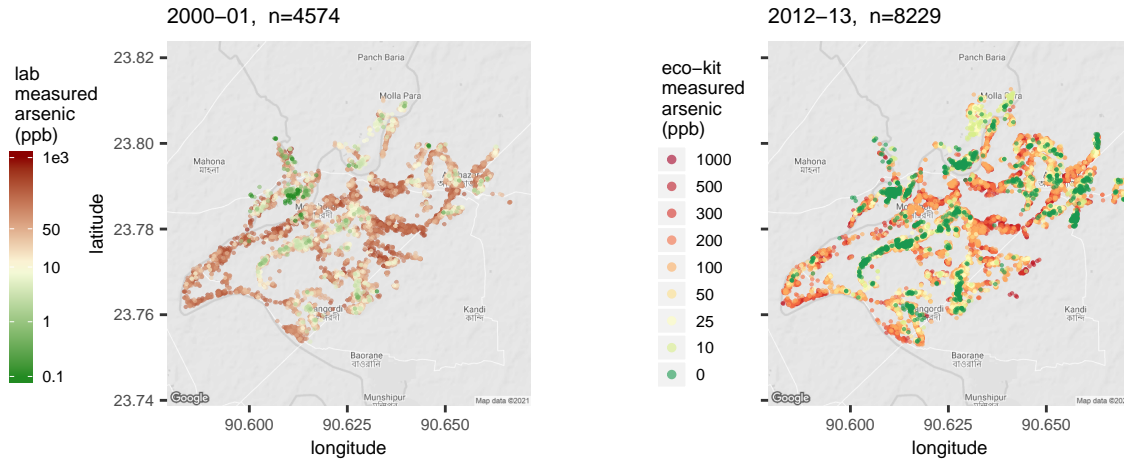 2000−01, n=4574
lab
measured
arsenic
(ppb)
1e3
50
10
1
0.1
latitude
23.82
23.80
23.78
23.76
23.74
Panch Baria
Molla Para
Mahona
মাহনা
Kandi
কান্দি
Baorane
বাওরানি
Munshipur
Google
Map data ©2021
90.600
90.625
90.650
longitude
2012−13, n=8229
eco−kit
measured
arsenic
(ppb)
1000
500
300
200
100
50
25
10
0
Panch Baria
Molla Para
Mahona
মাহনা
Kandi
কান্দি
Baorane
বাওরানি
Munshipur
Google
90.600
90.625
90.650
longitude